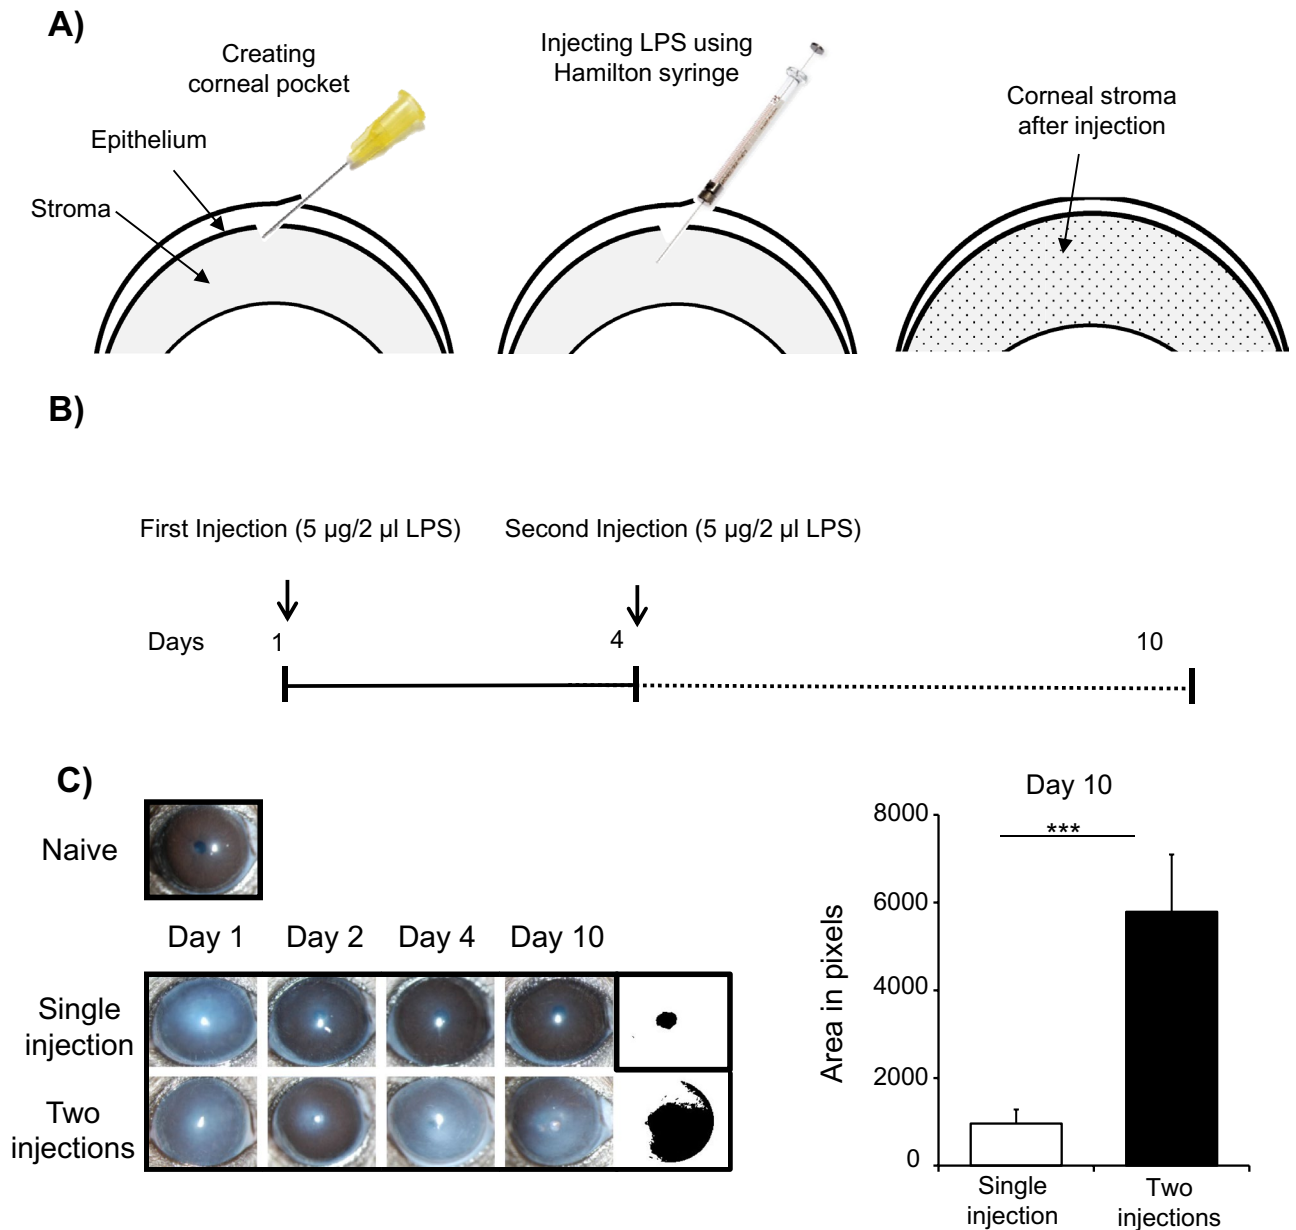 A)
Creating
corneal pocket
Injecting LPS using
Hamilton syringe
Corneal stroma
after injection
Epithelium
Stroma
B)
First Injection (5 µg/2 µl LPS)
Second Injection (5 µg/2 µl LPS)
Days 1 4 10
C)
Naive
Day 1 Day 2 Day 4 Day 10
Single
injection
Two
injections
Day 10
***
Area in pixels
8000
6000
4000
2000
0
Single
injection
Two
injections